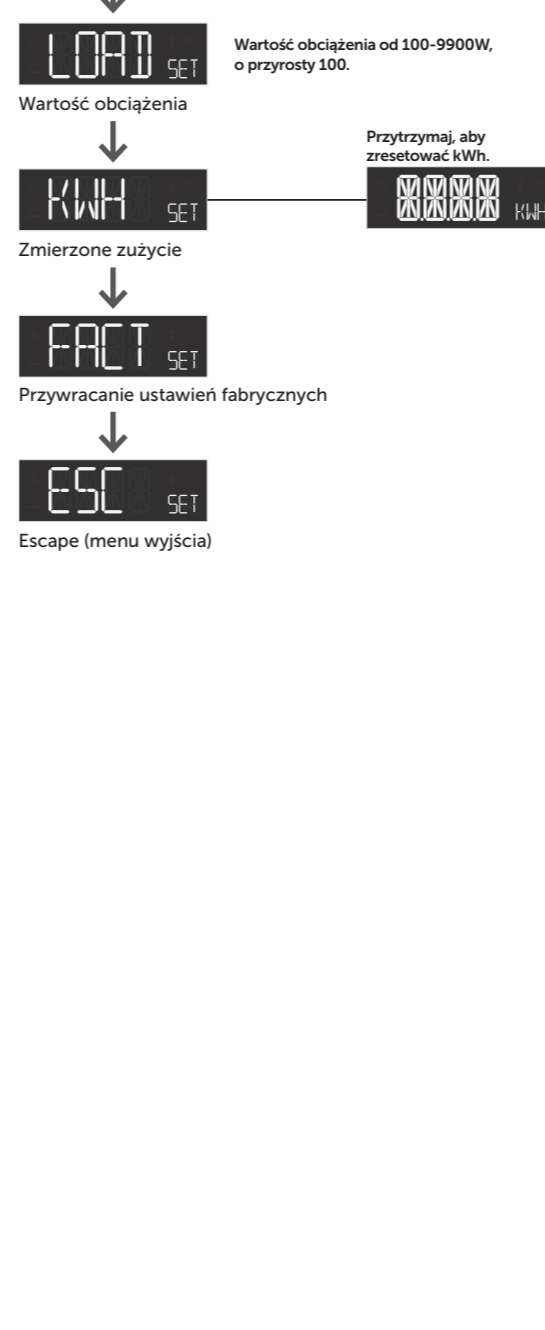 LOAD SET
Wartość obciążenia od 100-9900W,
o przyrosty 100.
Wartość obciążenia
Przytrzymaj, aby
zresetować kWh.
KWH SET
KWH
Zmierzone zużycie
FACT SET
Przywracanie ustawień fabrycznych
ESC SET
Escape (menu wyjścia)